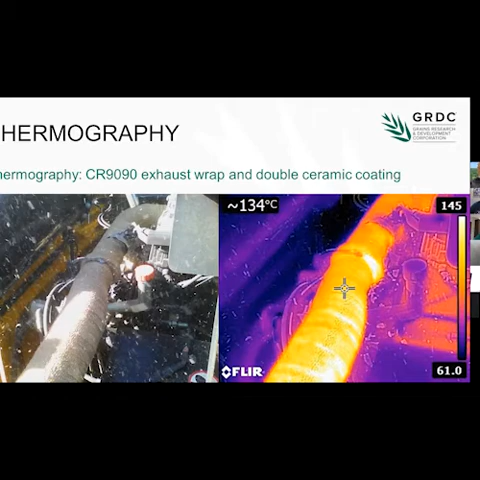 HERMOGRAPHY
GRDC
GRAINS RESEARCH
& DEVELOPMENT
CORPORATION
hermography: CR9090 exhaust wrap and double ceramic coating
~134°C
145
FLIR
61.0